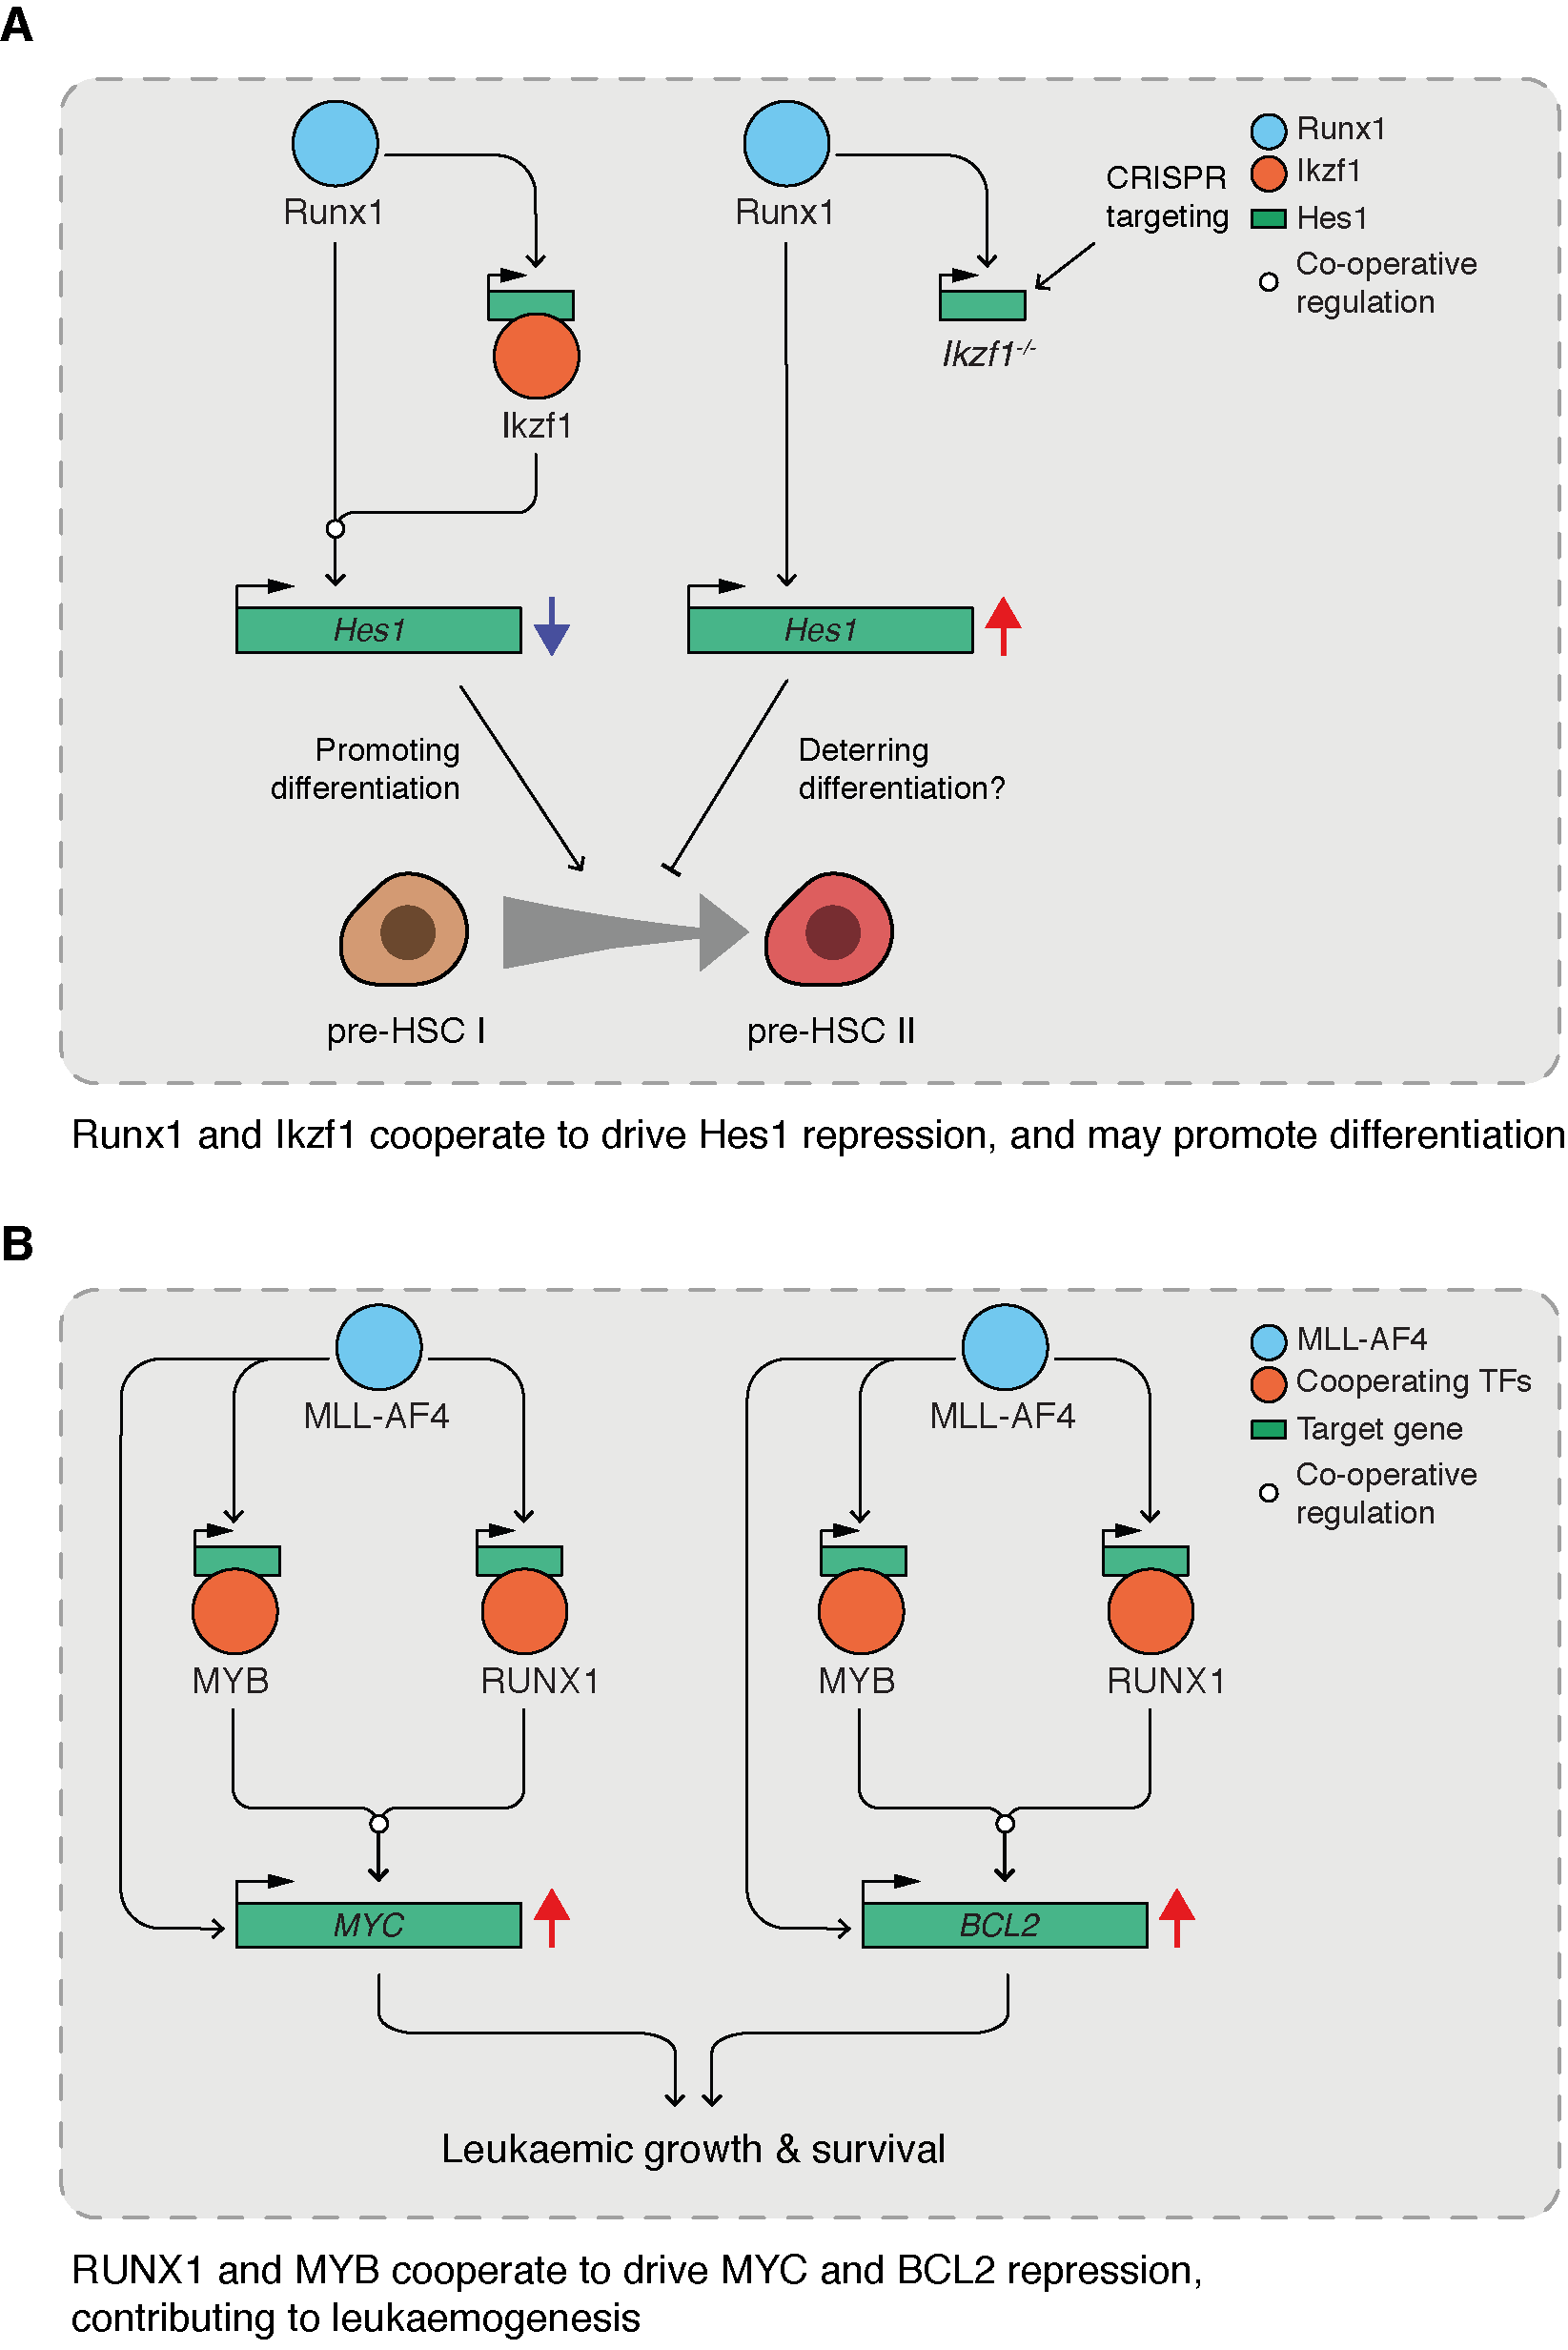 A
Runx1
Runx1
CRISPR
targeting
Runx1
Ikzf1
Hes1
Co-operative
regulation
Ikzf1
Ikzf1-/-
Hes1
Hes1
Promoting
differentiation
Deterring
differentiation?
pre-HSC I
pre-HSC II
Runx1 and Ikzf1 cooperate to drive Hes1 repression, and may promote differentiation
B
MLL-AF4
MLL-AF4
MLL-AF4
Cooperating TFs
Target gene
Co-operative
regulation
MYB
RUNX1
MYB
RUNX1
MYC
BCL2
Leukaemic growth & survival
RUNX1 and MYB cooperate to drive MYC and BCL2 repression,
contributing to leukaemogenesis